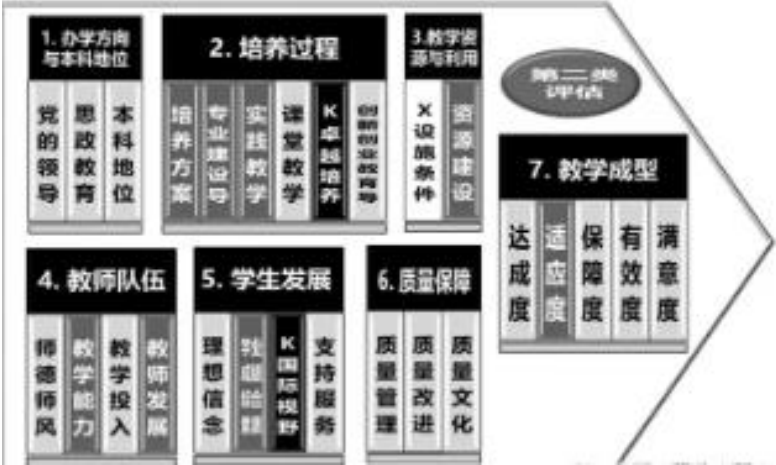 1. 办学方向
与本科地位
党的领导
思政教育
本科地位
2. 培养过程
培养方案
专业建设导
实践教学
课堂教学
K卓越培养
创新创业教育导
3.教学资
源与利用
X设施条件
资源建设
第二类
评估
7. 教学成型
达成度
适应度
保障度
有效度
满意度
4. 教师队伍
师德师风
教学能力
教学投入
教师发展
5. 学生发展
理想信念
K国际视野
支持服务
6. 质量保障
质量管理
质量改进
质量文化